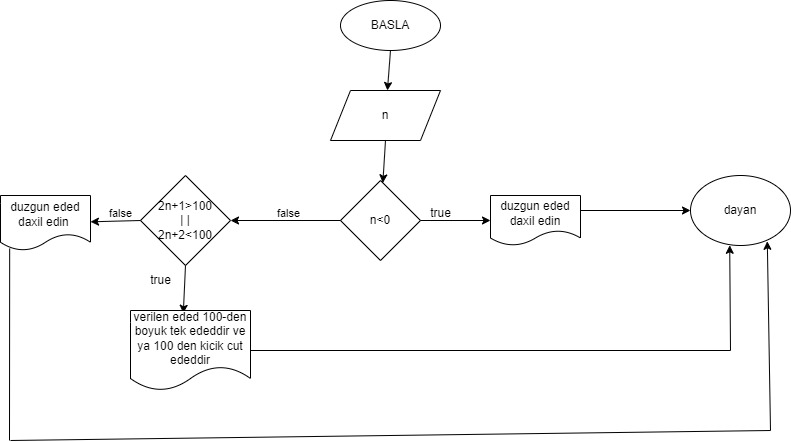 BASLA
n
n<0
true
false
duzgun eded
daxil edin
dayan
2n+1>100
||
2n+2<100
false
duzgun eded
daxil edin
true
verilen eded 100-den
boyuk tek ededdir ve
ya 100 den kicik cut
ededdir